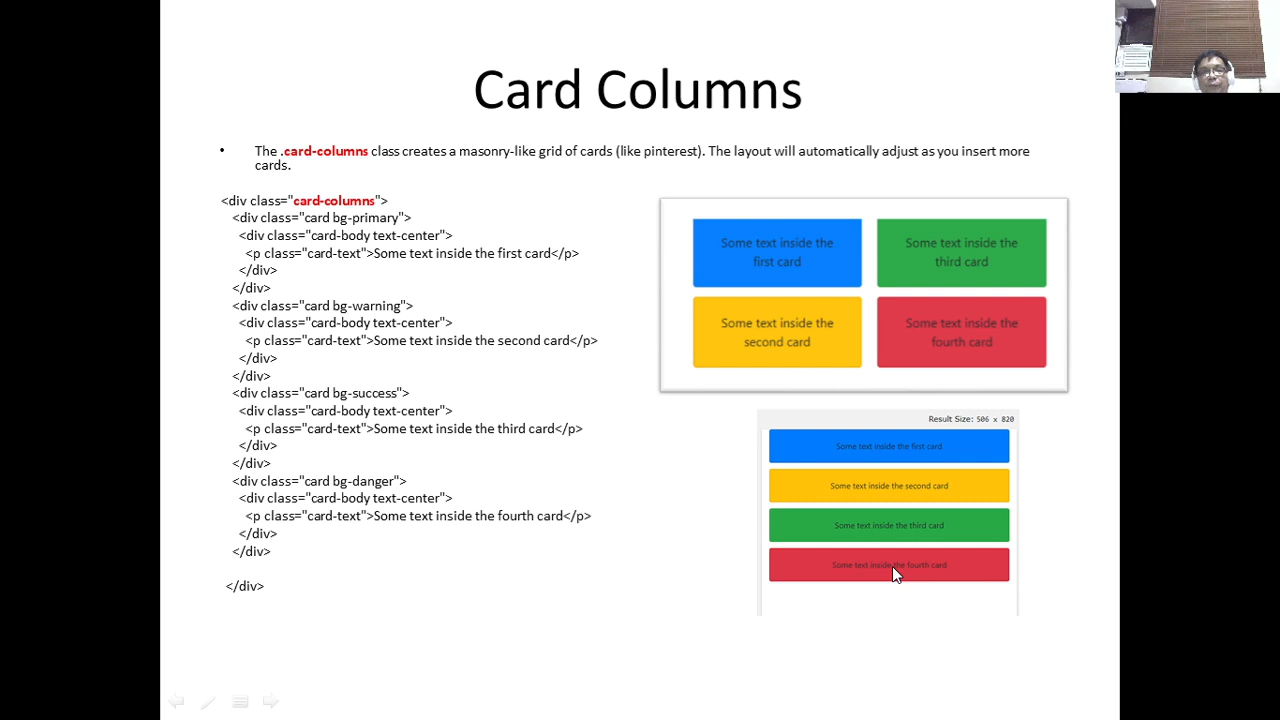 Card Columns
• The .card-columns class creates a masonry-like grid of cards (like pinterest). The layout will automatically adjust as you insert more
cards.
<div class="card-columns">
<div class="card bg-primary">
<div class="card-body text-center">
<p class="card-text">Some text inside the first card</p>
</div>
</div>
<div class="card bg-warning">
<div class="card-body text-center">
<p class="card-text">Some text inside the second card</p>
</div>
</div>
<div class="card bg-success">
<div class="card-body text-center">
<p class="card-text">Some text inside the third card</p>
</div>
</div>
<div class="card bg-danger">
<div class="card-body text-center">
<p class="card-text">Some text inside the fourth card</p>
</div>
</div>
</div>
Some text inside the
first card
Some text inside the
third card
Some text inside the
second card
Some text inside the
fourth card
Result Size: 506 x 820
Some text inside the first card
Some text inside the second card
Some text inside the third card
Some text inside the fourth card